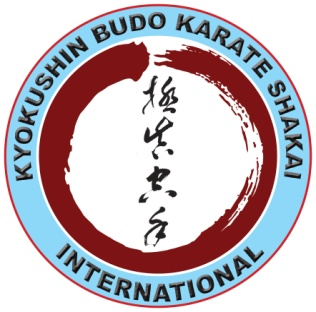 KYOKUSHIN BUDO KARATE SHAKAI
極真空手
INTERNATIONAL